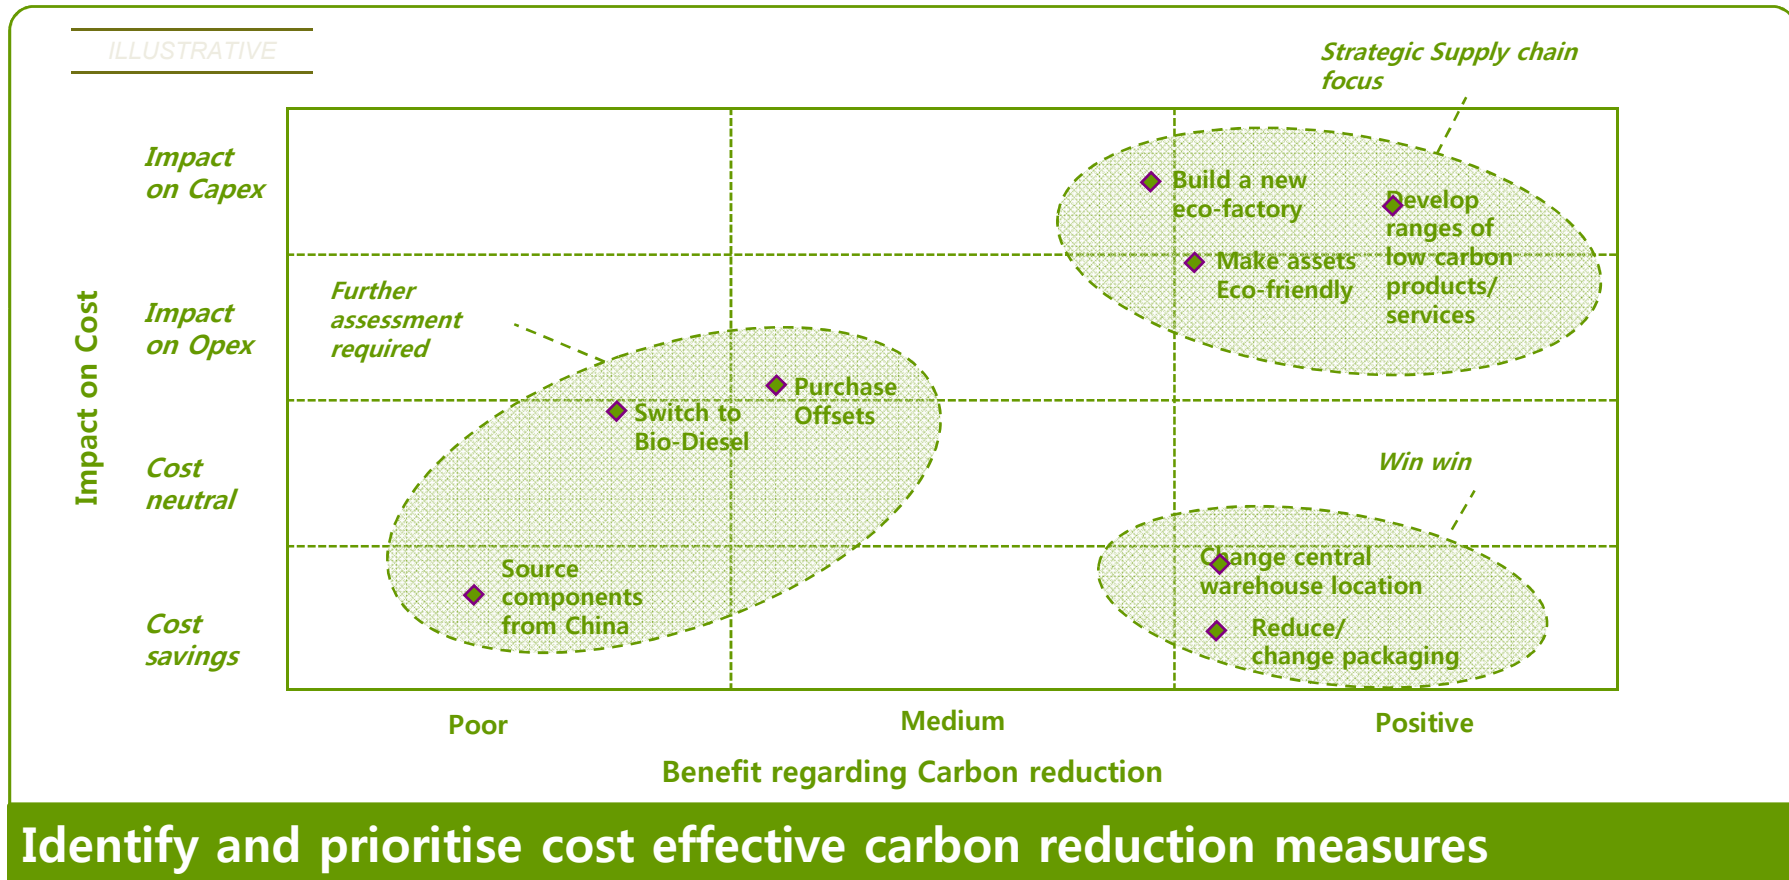 ILLUSTRATIVE
Strategic Supply chain
focus
Impact
on Capex
Build a new
eco-factory
Develop
ranges of
low carbon
products/
services
Make assets
Eco-friendly
Further
assessment
required
Impact
on Opex
Impact on Cost
Purchase
Offsets
Switch to
Bio-Diesel
Cost
neutral
Win win
Change central
warehouse location
Source
components
from China
Cost
savings
Reduce/
change packaging
Poor
Medium
Positive
Benefit regarding Carbon reduction
Identify and prioritise cost effective carbon reduction measures